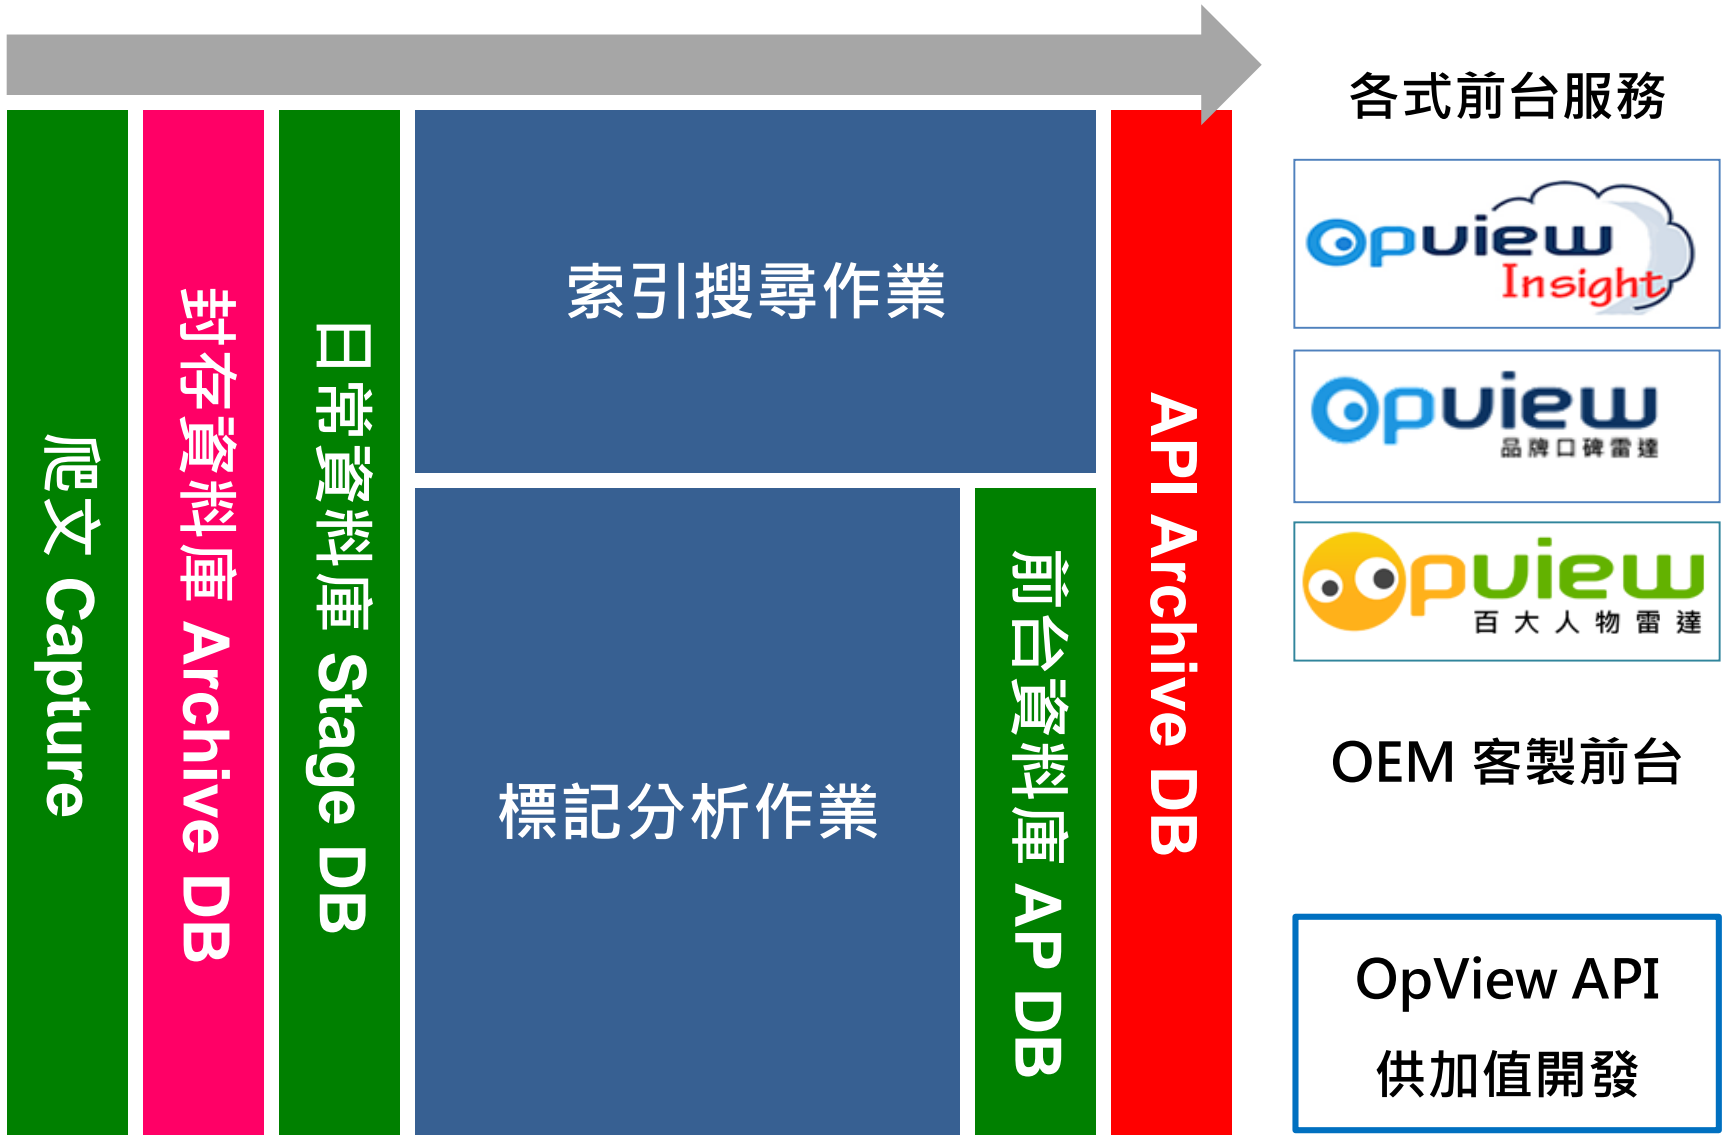 爬文 Capture
封存資料庫 Archive DB
日常資料庫 Stage DB
索引搜尋作業
標記分析作業
前台資料庫 AP DB
API Archive DB
各式前台服務
Opview
Insight
Opview
品牌口碑雷達
Opview
百大人物雷達
OEM 客製前台
OpView API
供加值開發